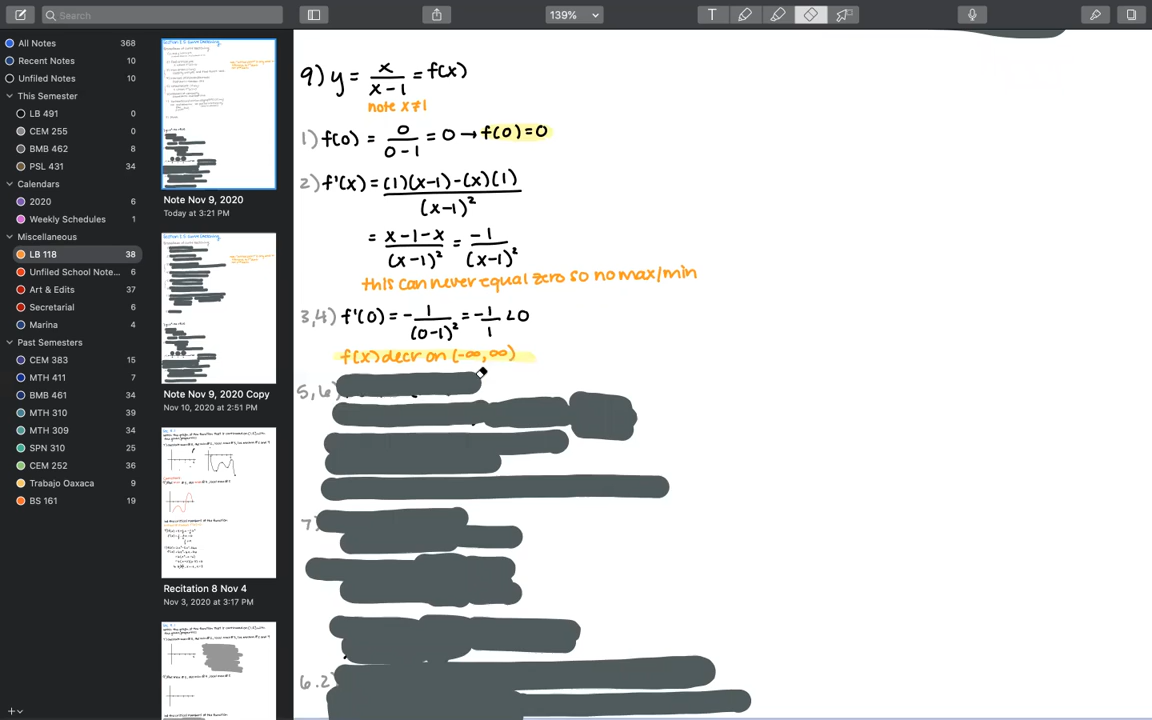 Search
139%
T
All Notes 368
Recent Notes 10
Unfiled Notes 10
This Semester
LB 491 0
CEM 255 0
BMB 462 8
PSL 431 34
Calendars
2020 6
Weekly Shedules 1
Miscellaneous
LB 118 38
Unfiled School Note... 6
Art & Edits 37
Secretarial 6
Marina 4
Past Semesters
CEM 383 15
MTH 411 7
BMB 461 34
MTH 310 39
MTH 309 34
SPN 310 25
CEM 252 36
Trabajo Oaxaca 9
BS 161 19
Note Nov 9, 2020
Today at 3:21 PM
Note Nov 9, 2020 Copy
Nov 10, 2020 at 2:51 PM
Recitation 8 Nov 4
Nov 3, 2020 at 3:17 PM
9) y = x/(x-1) = f(x)
note x ≠ 1
1) f(0) = 0/(0-1) = 0 → f(0) = 0
2) f'(x) = (1)(x-1)-(x)(1)/(x-1)²
= x-1-x/(x-1)² = -1/(x-1)²
this can never equal zero so no max/min
3,4) f'(0) = -1/(0-1)² = -1/1 < 0
f(x) decr on (-∞, ∞)
5,6)
7)
6.2)